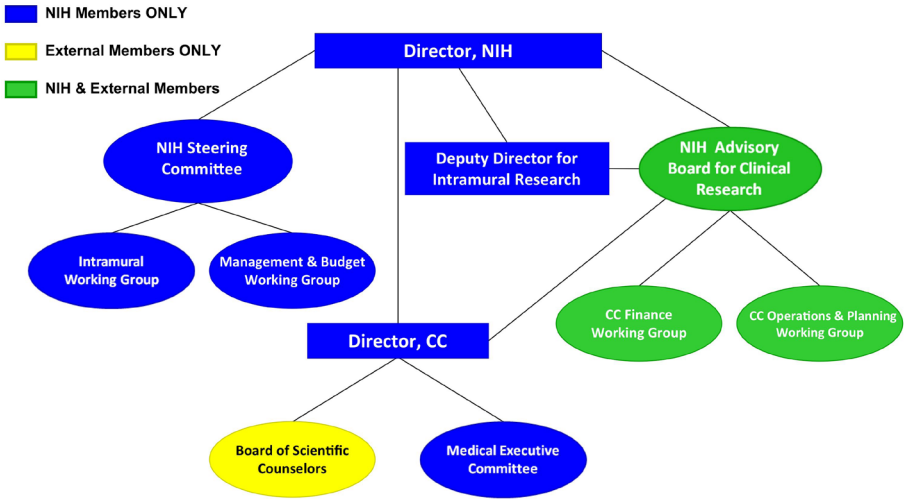 NIH Members ONLY
External Members ONLY
NIH & External Members
Director, NIH
NIH Steering
Committee
Deputy Director for
Intramural Research
NIH Advisory
Board for Clinical
Research
Intramural
Working Group
Management & Budget
Working Group
CC Finance
Working Group
CC Operations & Planning
Working Group
Director, CC
Board of Scientific
Counselors
Medical Executive
Committee